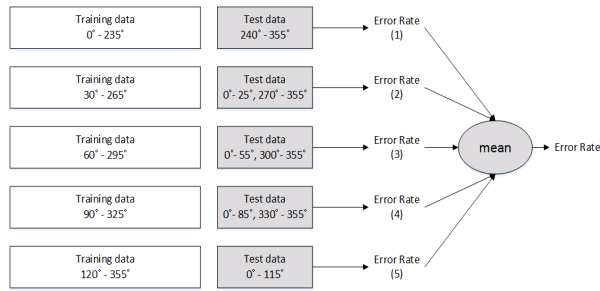 Training data
0° - 235°
Test data
240° - 355°
Error Rate
(1)
Training data
30° - 265°
Test data
0°- 25°, 270° - 355°
Error Rate
(2)
Training data
60° - 295°
Test data
0°- 55°, 300° - 355°
Error Rate
(3)
mean
Error Rate
Training data
90° - 325°
Test data
0°- 85°, 330° - 355°
Error Rate
(4)
Training data
120° - 355°
Test data
0° - 115°
Error Rate
(5)